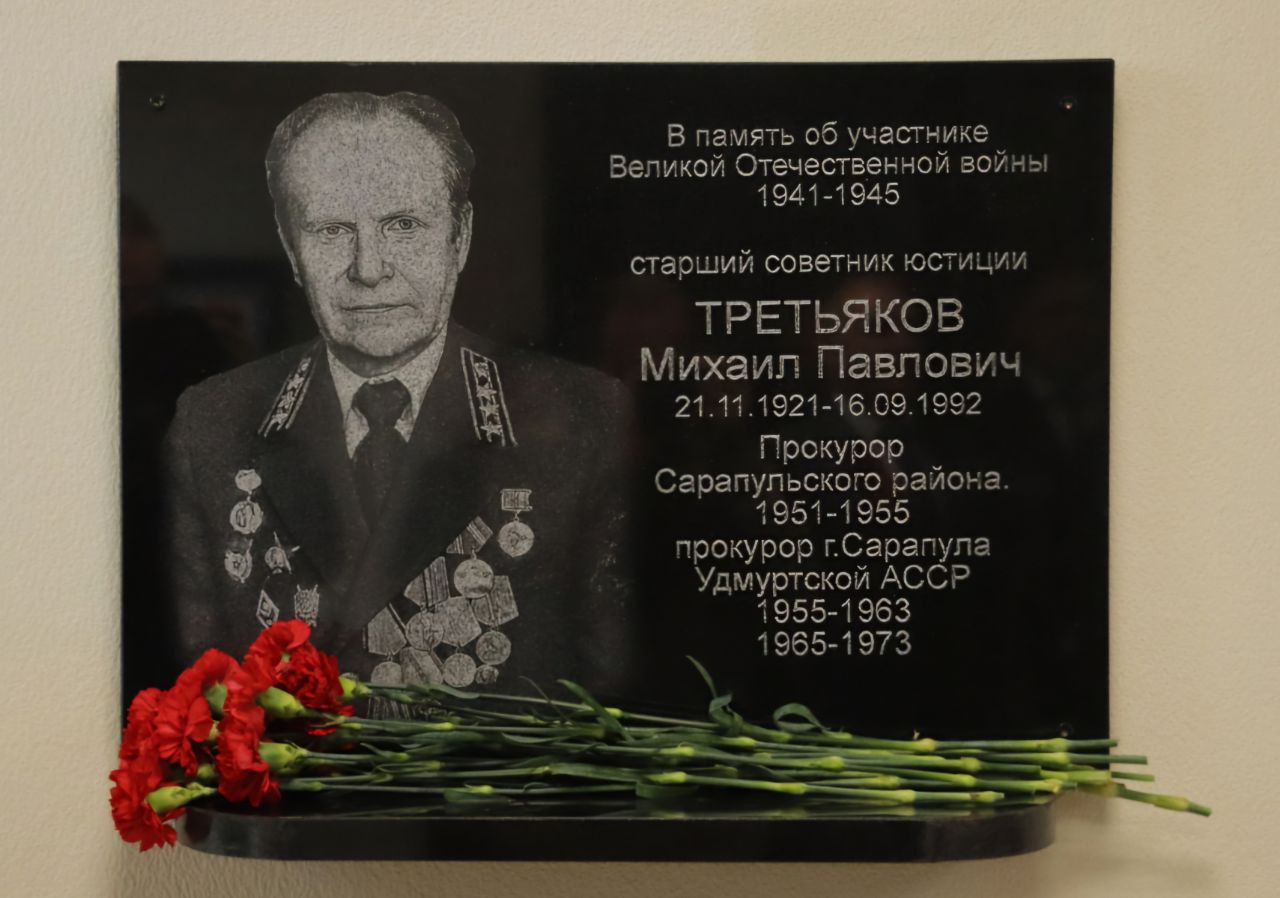 В память об участнике
Великой Отечественной войны
1941-1945
старший советник юстиции
ТРЕТЬЯКОВ
Михаил Павлович
21.11.1921-16.09.1992
Прокурор
Сарапульского района.
1951-1955
прокурор г.Сарапула
Удмуртской АССР
1955-1963
1965-1973